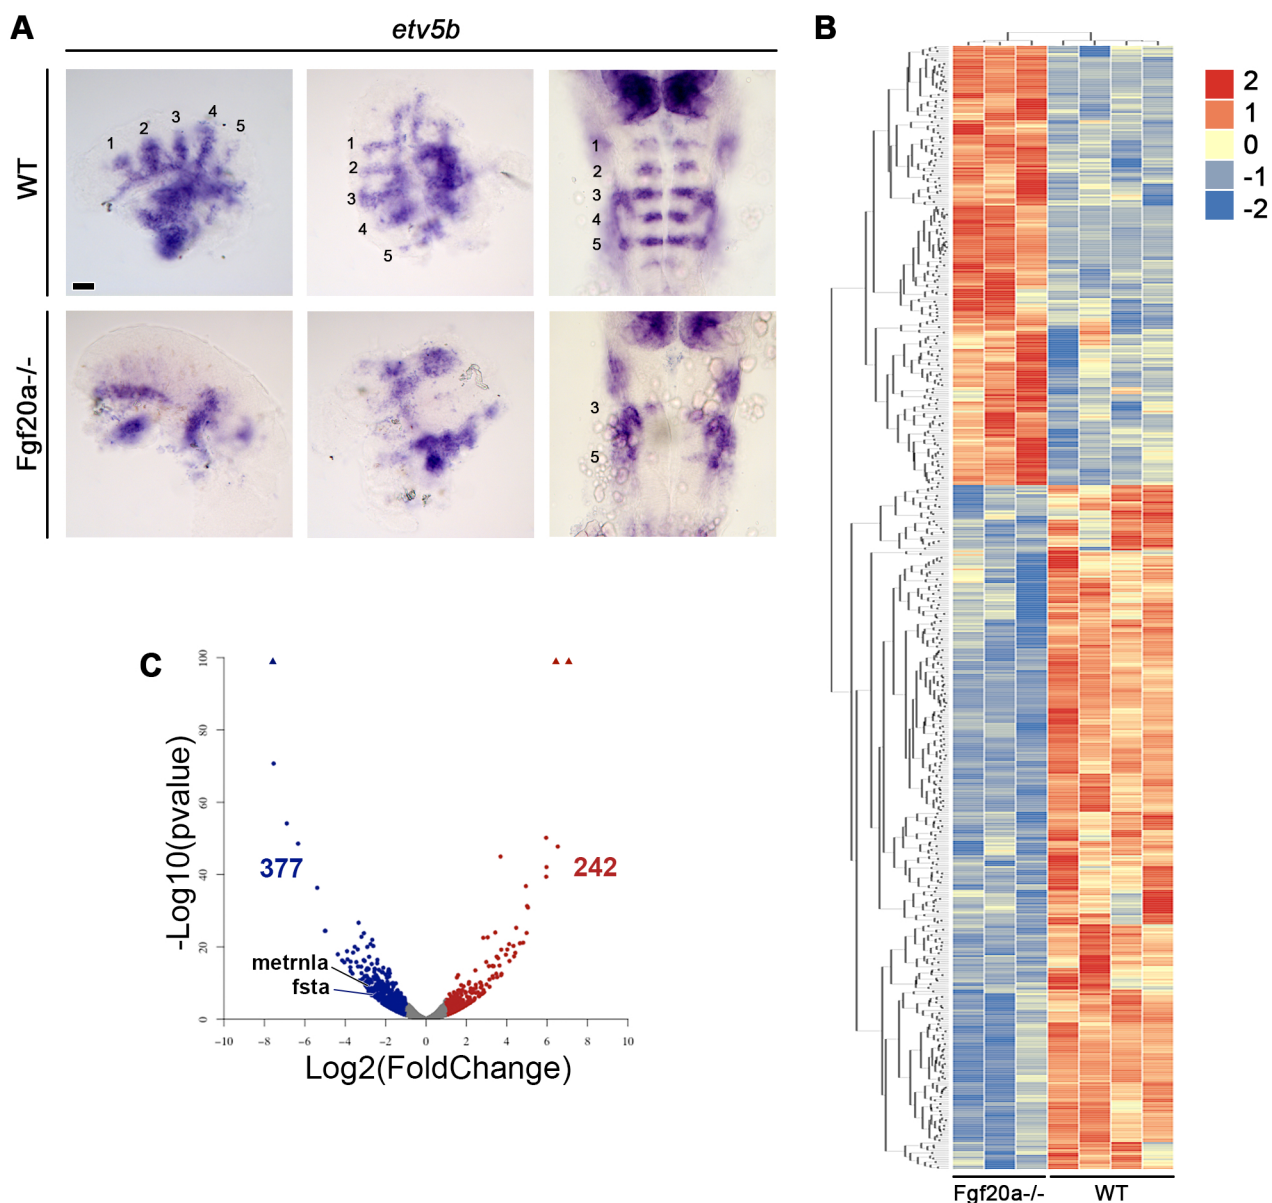 A
etv5b
WT
1 2 3 4 5
1
2
3
4
5
1
2
3
4
5
Fgf20a-/-
3
5
B
2
1
0
-1
-2
Fgf20a-/- WT
C
-Log10(pvalue)
100
80
60
40
20
0
377
242
metrnla
fsta
−10 −8 −6 −4 −2 0 2 4 6 8 10
Log2(FoldChange)